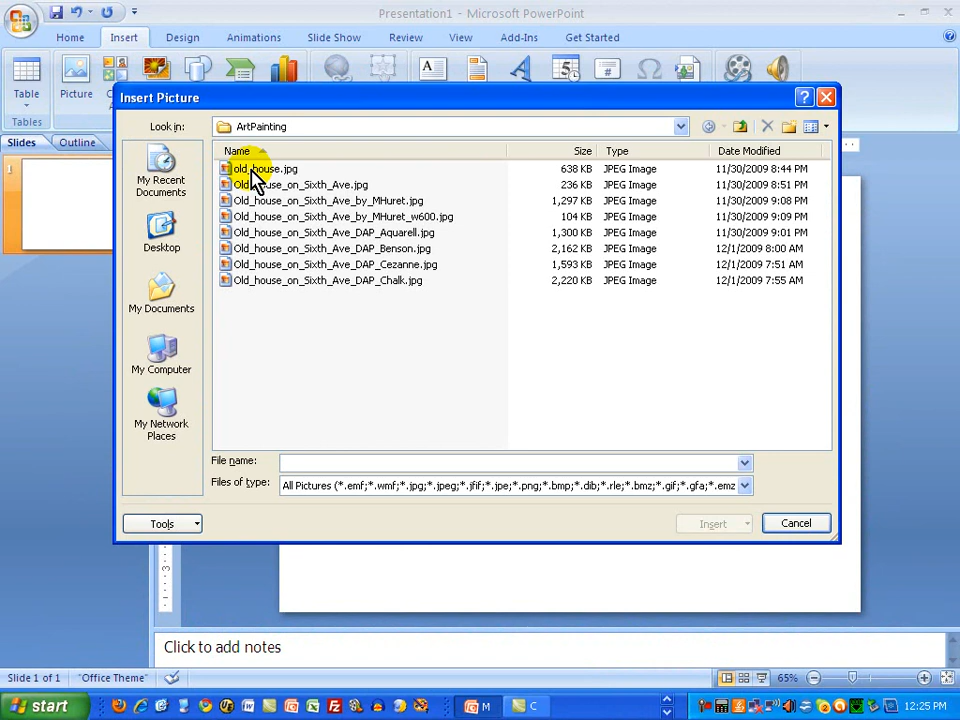 Presentation1 - Microsoft PowerPoint
Home Insert Design Animations Slide Show Review View Add-Ins Get Started
Table
Picture
Tables
Insert Picture
Look in: ArtPainting
Slides Outline
1
Name Size Type Date Modified
old_house.jpg 638 KB JPEG Image 11/30/2009 8:44 PM
Old_house_on_Sixth_Ave.jpg 236 KB JPEG Image 11/30/2009 8:51 PM
Old_house_on_Sixth_Ave_by_MHuret.jpg 1,297 KB JPEG Image 11/30/2009 9:08 PM
Old_house_on_Sixth_Ave_by_MHuret_w600.jpg 104 KB JPEG Image 11/30/2009 9:09 PM
Old_house_on_Sixth_Ave_DAP_Aquarell.jpg 1,300 KB JPEG Image 11/30/2009 9:01 PM
Old_house_on_Sixth_Ave_DAP_Benson.jpg 2,162 KB JPEG Image 12/1/2009 8:00 AM
Old_house_on_Sixth_Ave_DAP_Cezanne.jpg 1,593 KB JPEG Image 12/1/2009 7:51 AM
Old_house_on_Sixth_Ave_DAP_Chalk.jpg 2,220 KB JPEG Image 12/1/2009 7:55 AM
My Recent
Documents
Desktop
My Documents
My Computer
My Network
Places
File name:
Files of type: All Pictures (*.emf;*.wmf;*.jpg;*.jpeg;*.jfif;*.jpe;*.png;*.bmp;*.dib;*.rle;*.bmz;*.gif;*.gfa;*.emz
Tools Insert Cancel
3
Click to add notes
Slide 1 of 1 "Office Theme" 65%
start M C 12:25 PM